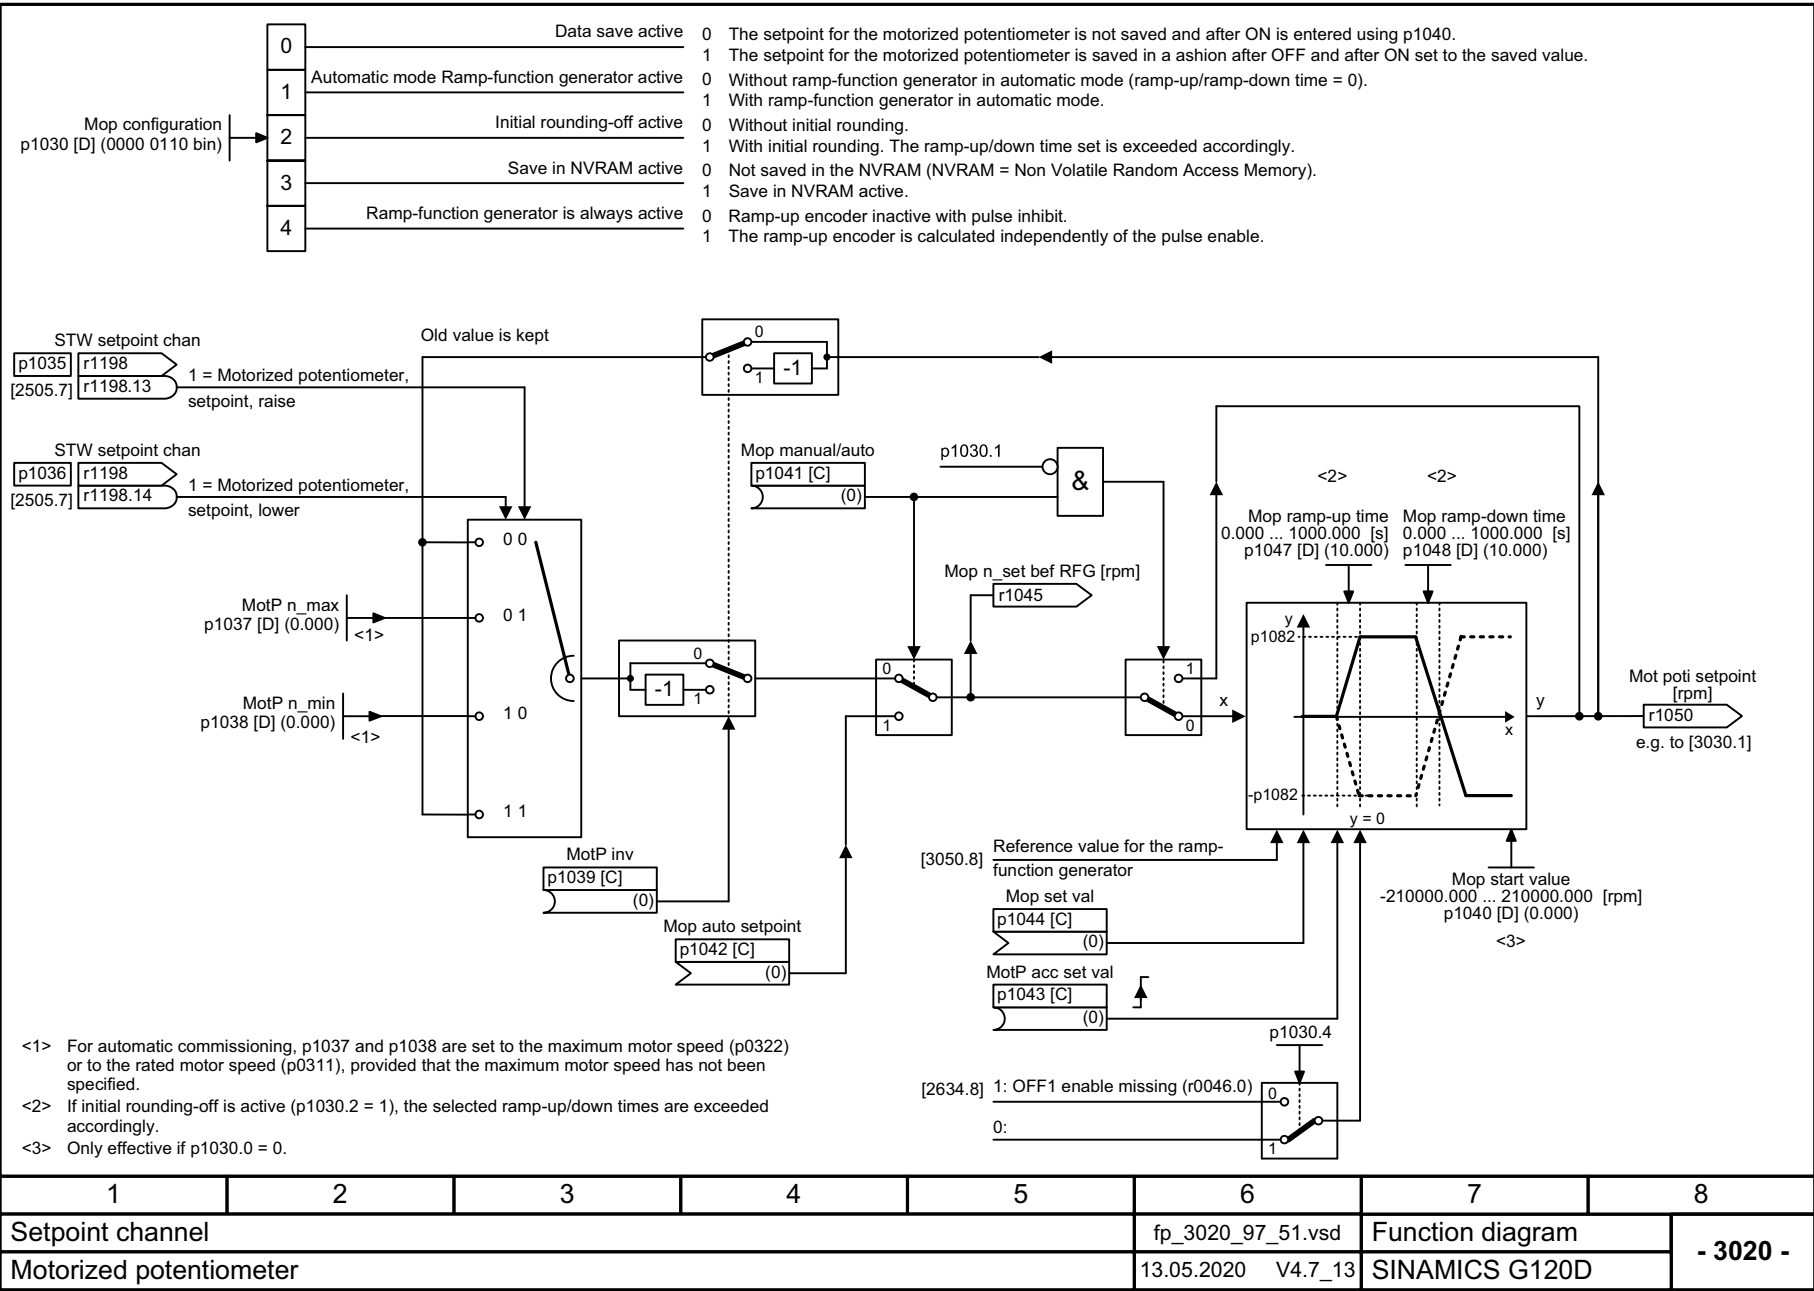 0
Data save active
0 The setpoint for the motorized potentiometer is not saved and after ON is entered using p1040.
1 The setpoint for the motorized potentiometer is saved in a ashion after OFF and after ON set to the saved value.
1
Automatic mode Ramp-function generator active
0 Without ramp-function generator in automatic mode (ramp-up/ramp-down time = 0).
1 With ramp-function generator in automatic mode.
Mop configuration
p1030 [D] (0000 0110 bin)
2
Initial rounding-off active
0 Without initial rounding.
1 With initial rounding. The ramp-up/down time set is exceeded accordingly.
3
Save in NVRAM active
0 Not saved in the NVRAM (NVRAM = Non Volatile Random Access Memory).
1 Save in NVRAM active.
4
Ramp-function generator is always active
0 Ramp-up encoder inactive with pulse inhibit.
1 The ramp-up encoder is calculated independently of the pulse enable.
STW setpoint chan
p1035 r1198
[2505.7] r1198.13
1 = Motorized potentiometer,
setpoint, raise
Old value is kept
0
1
-1
STW setpoint chan
p1036 r1198
[2505.7] r1198.14
1 = Motorized potentiometer,
setpoint, lower
Mop manual/auto
p1041 [C]
(0)
p1030.1
&
<2>
<2>
Mop ramp-up time
0.000 ... 1000.000 [s]
p1047 [D] (10.000)
Mop ramp-down time
0.000 ... 1000.000 [s]
p1048 [D] (10.000)
0 0
0 1
1 0
1 1
MotP n_max
p1037 [D] (0.000)
<1>
MotP n_min
p1038 [D] (0.000)
<1>
-1
0
1
Mop n_set bef RFG [rpm]
r1045
0
1
1
0
x
y
p1082
x
-p1082
y = 0
y
Mot poti setpoint
[rpm]
r1050
e.g. to [3030.1]
MotP inv
p1039 [C]
(0)
Mop auto setpoint
p1042 [C]
(0)
[3050.8]
Reference value for the ramp-
function generator
Mop set val
p1044 [C]
(0)
MotP acc set val
p1043 [C]
(0)
Mop start value
-210000.000 ... 210000.000 [rpm]
p1040 [D] (0.000)
<3>
p1030.4
[2634.8] 1: OFF1 enable missing (r0046.0)
0:
0
1
<1> For automatic commissioning, p1037 and p1038 are set to the maximum motor speed (p0322)
or to the rated motor speed (p0311), provided that the maximum motor speed has not been
specified.
<2> If initial rounding-off is active (p1030.2 = 1), the selected ramp-up/down times are exceeded
accordingly.
<3> Only effective if p1030.0 = 0.
1 2 3 4 5 6 7 8
Setpoint channel
fp_3020_97_51.vsd
Function diagram
- 3020 -
Motorized potentiometer
13.05.2020 V4.7_13
SINAMICS G120D